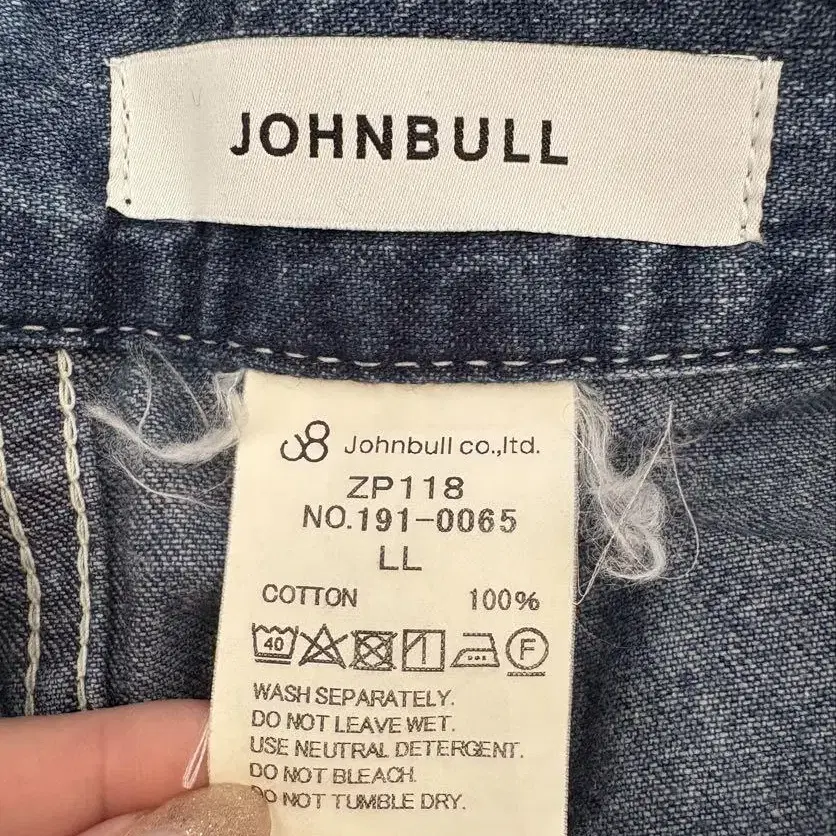 JOHNBULL
Johnbull co.,ltd.
ZP118
NO.191-0065
LL
COTTON 100%
40 F
WASH SEPARATELY.
DO NOT LEAVE WET.
USE NEUTRAL DETERGENT.
DO NOT BLEACH.
DO NOT TUMBLE DRY.